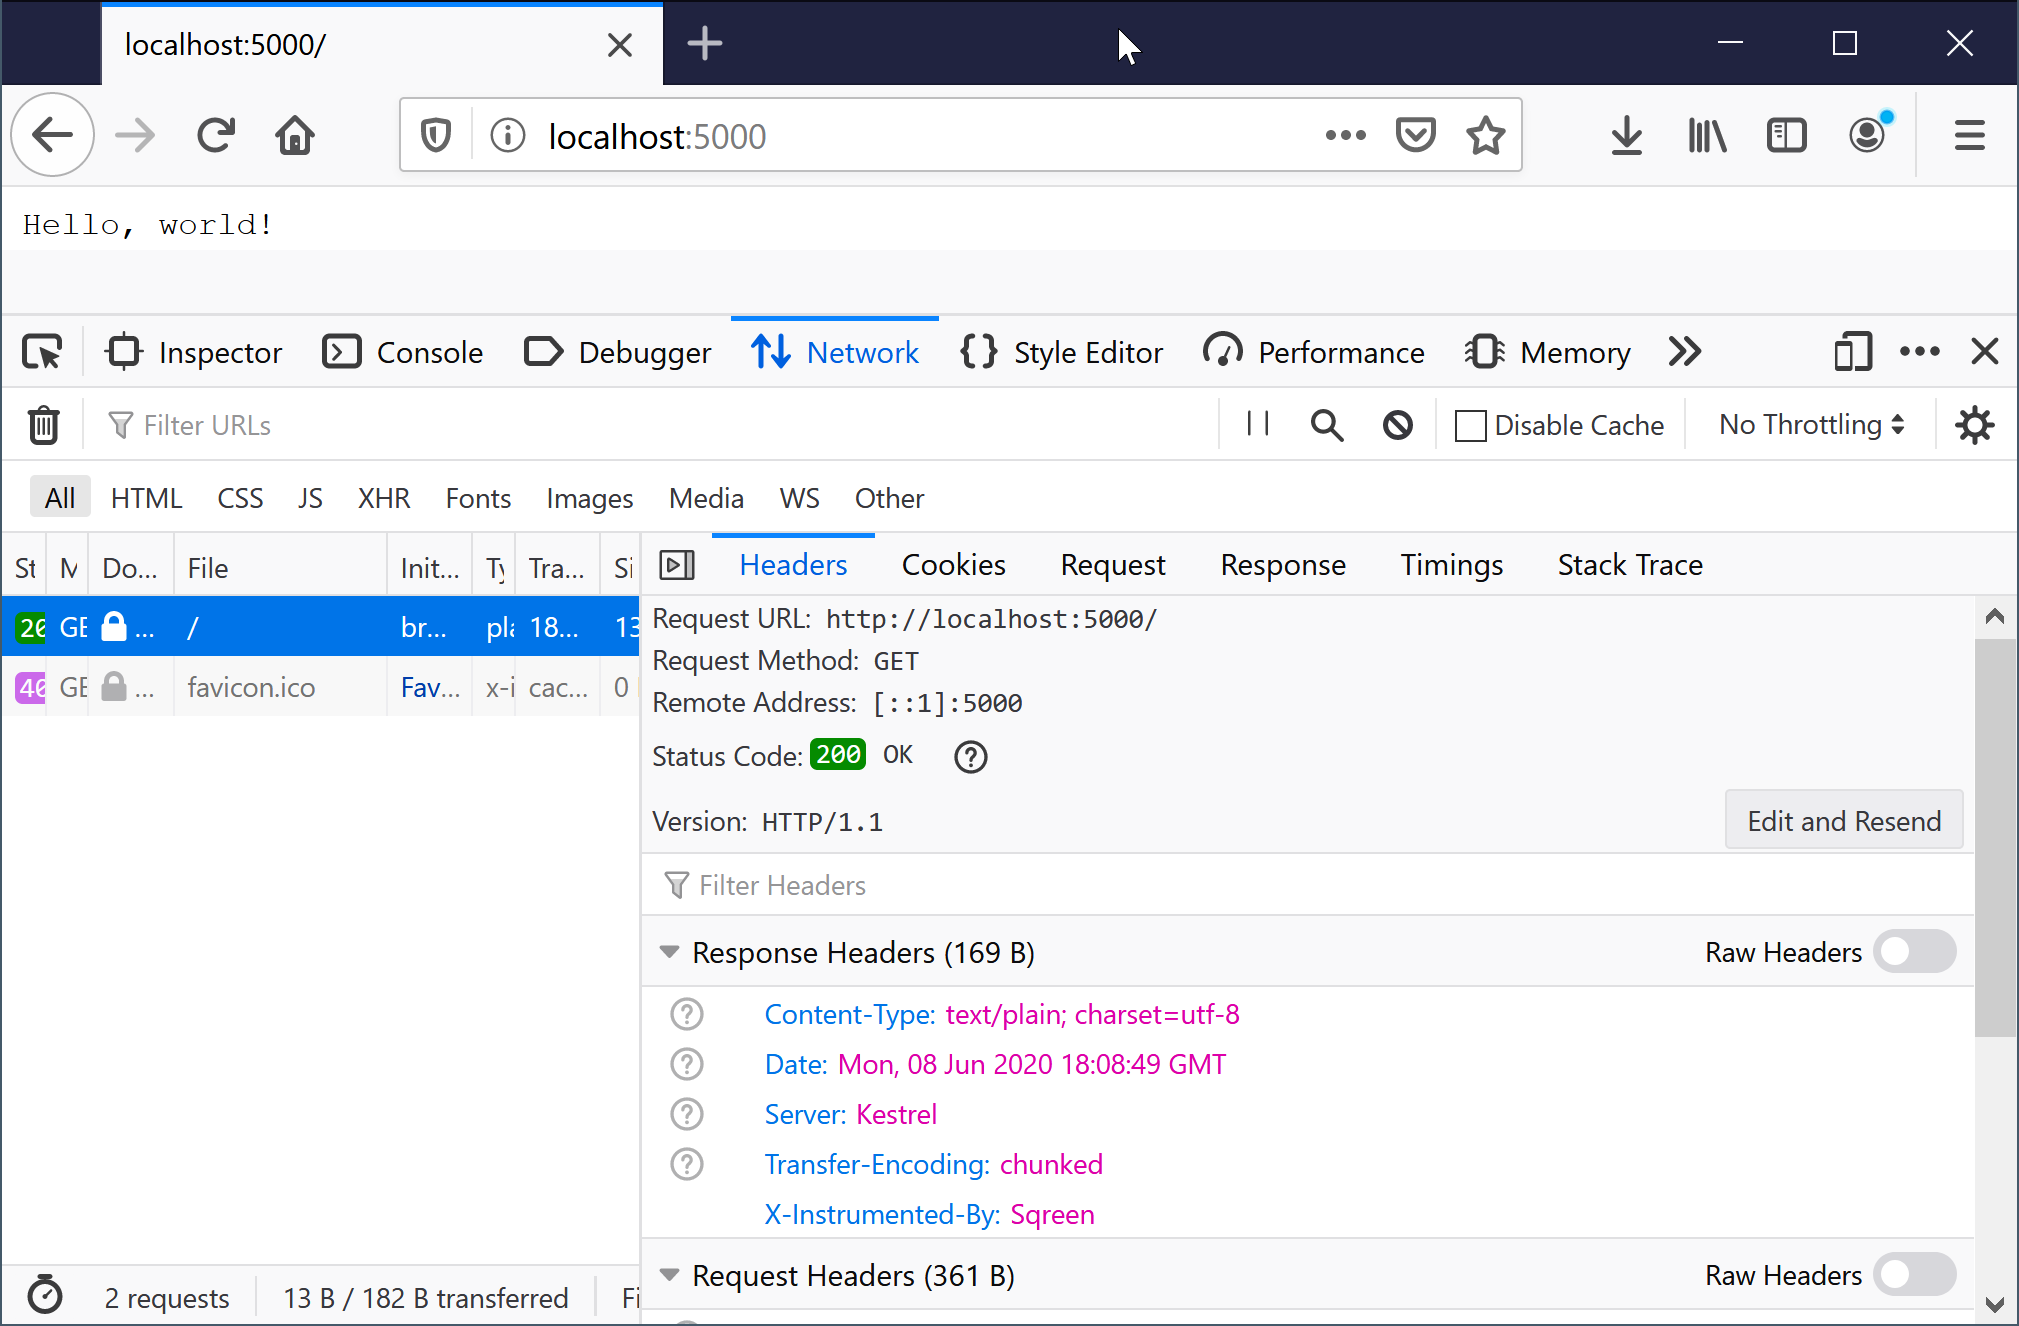 localhost:5000/
localhost:5000
Hello, world!
Inspector Console Debugger Network Style Editor Performance Memory
Filter URLs Disable Cache No Throttling
All HTML CSS JS XHR Fonts Images Media WS Other
St M Do... File Init... Ty Tra... Si
20 GE ... / br... pla 18... 13
40 GE ... favicon.ico Fav... x-i cac... 0
2 requests 13 B / 182 B transferred Fi
Headers Cookies Request Response Timings Stack Trace
Request URL: http://localhost:5000/
Request Method: GET
Remote Address: [::1]:5000
Status Code: 200 OK
Version: HTTP/1.1 Edit and Resend
Filter Headers
Response Headers (169 B) Raw Headers
Content-Type: text/plain; charset=utf-8
Date: Mon, 08 Jun 2020 18:08:49 GMT
Server: Kestrel
Transfer-Encoding: chunked
X-Instrumented-By: Sqreen
Request Headers (361 B) Raw Headers